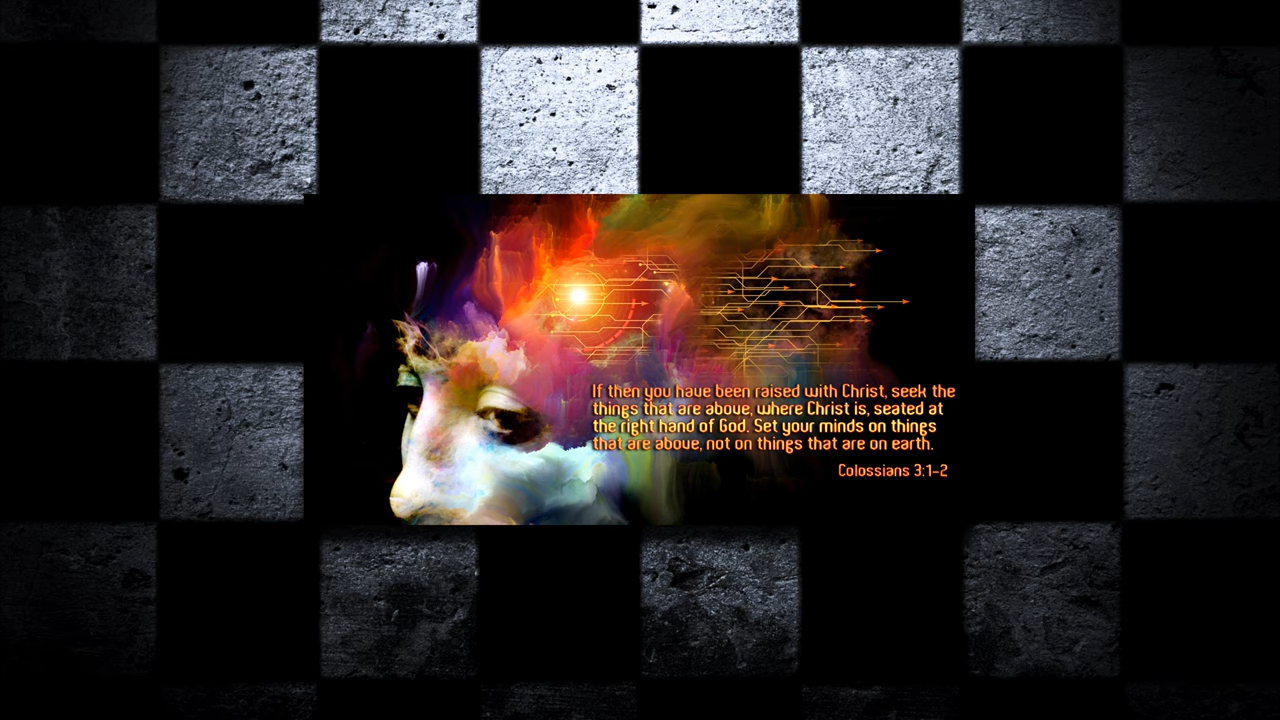 If then you have been raised with Christ, seek the
things that are above, where Christ is, seated at
the right hand of God. Set your minds on things
that are above, not on things that are on earth.
Colossians 3:1-2